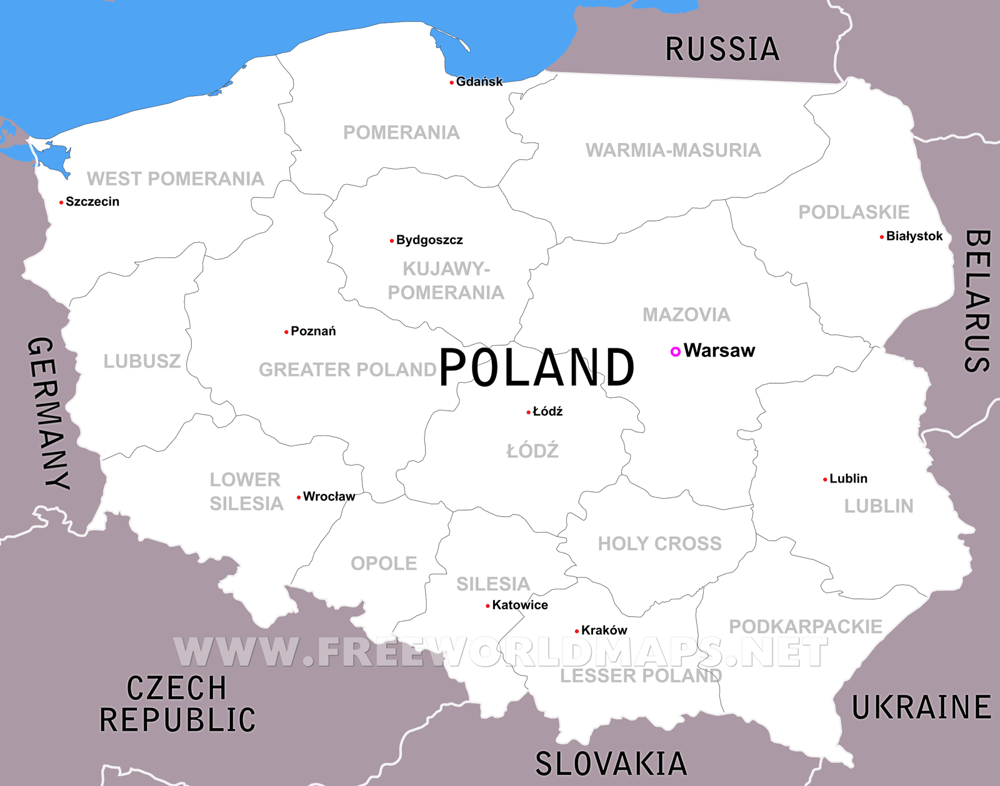 RUSSIA
Gdańsk
POMERANIA
WARMIA-MASURIA
WEST POMERANIA
Szczecin
PODLASKIE
Białystok
Bydgoszcz
KUJAWY-
POMERANIA
BELARUS
MAZOVIA
Poznań
Warsaw
GERMANY
LUBUSZ
GREATER POLAND
POLAND
Łódź
ŁÓDŹ
LOWER
SILESIA
Wrocław
Lublin
LUBLIN
HOLY CROSS
OPOLE
SILESIA
Katowice
Kraków
PODKARPACKIE
WWW.FREEWORLDMAPS.NET
LESSER POLAND
CZECH
REPUBLIC
UKRAINE
SLOVAKIA